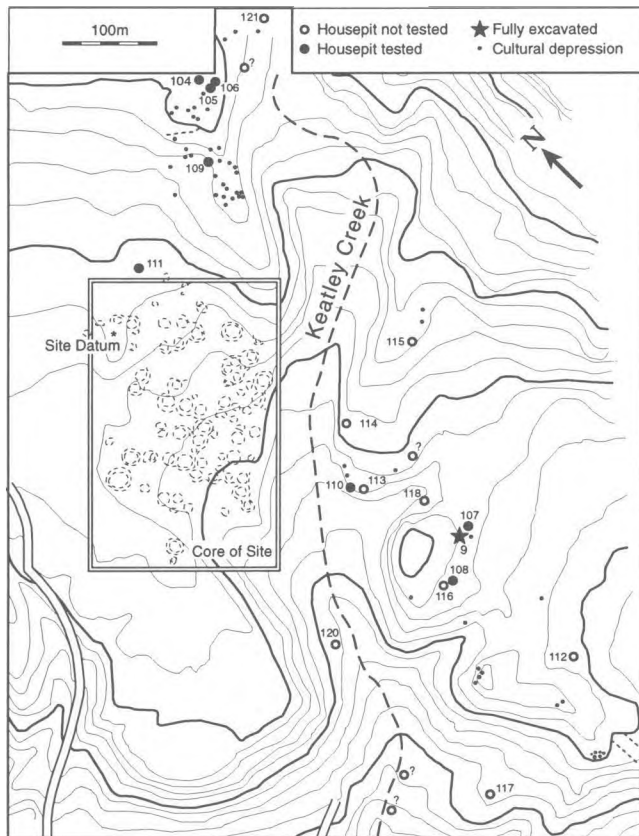 100m
Housepit not tested
Fully excavated
Housepit tested
Cultural depression
121
?
104
106
105
N
109
111
Keatley Creek
Site Datum
115
114
?
110
113
118
107
9
108
116
Core of Site
120
112
?
117
?